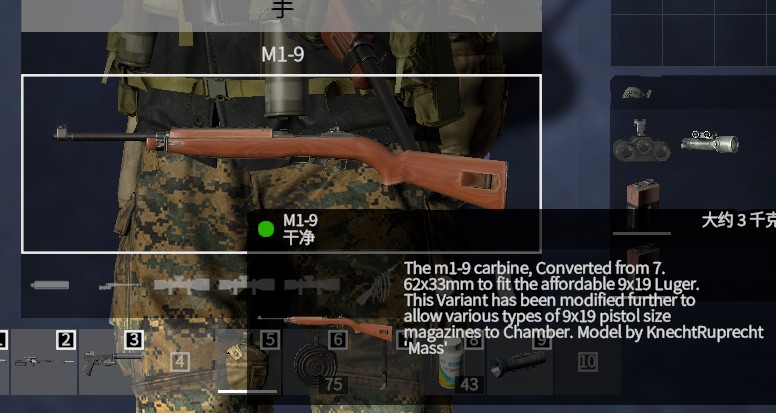 手
M1-9
M1-9
干净
大约 3 千克
The m1-9 carbine, Converted from 7.
62x33mm to fit the affordable 9x19 Luger.
This Variant has been modified further to
allow various types of 9x19 pistol size
magazines to Chamber. Model by KnechtRuprecht
'Mass'
2
3
4
5
6
8
9
10
75
43